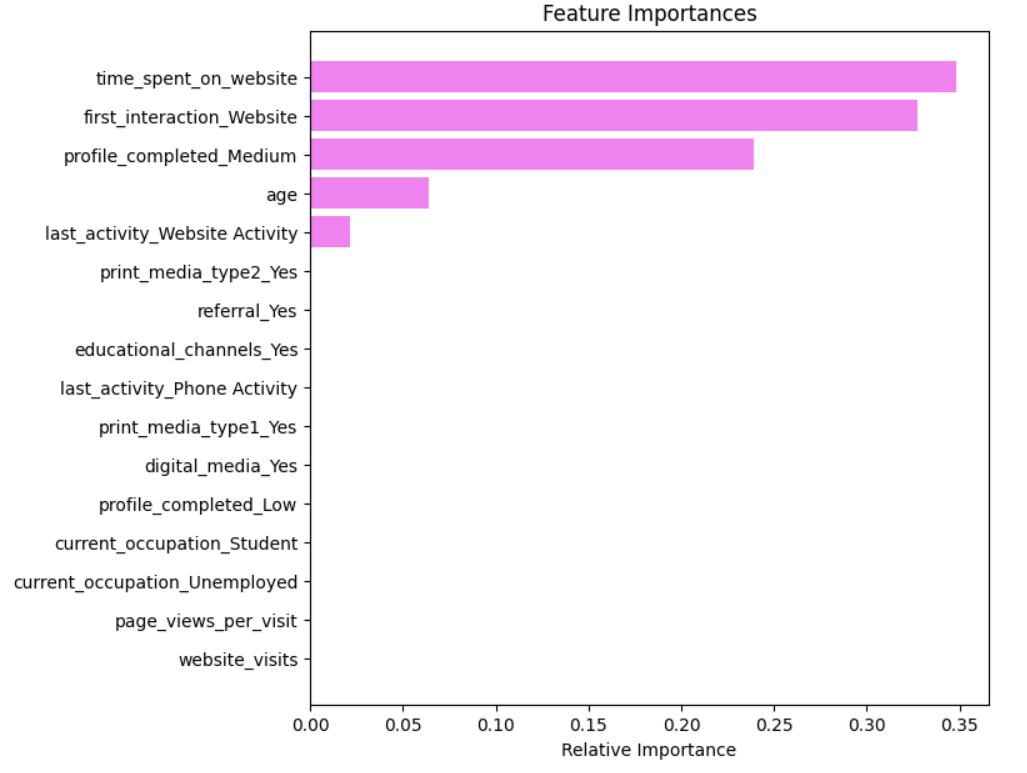 Feature Importances
time_spent_on_website
first_interaction_Website
profile_completed_Medium
age
last_activity_Website Activity
print_media_type2_Yes
referral_Yes
educational_channels_Yes
last_activity_Phone Activity
print_media_type1_Yes
digital_media_Yes
profile_completed_Low
current_occupation_Student
current_occupation_Unemployed
page_views_per_visit
website_visits
0.00 0.05 0.10 0.15 0.20 0.25 0.30 0.35
Relative Importance